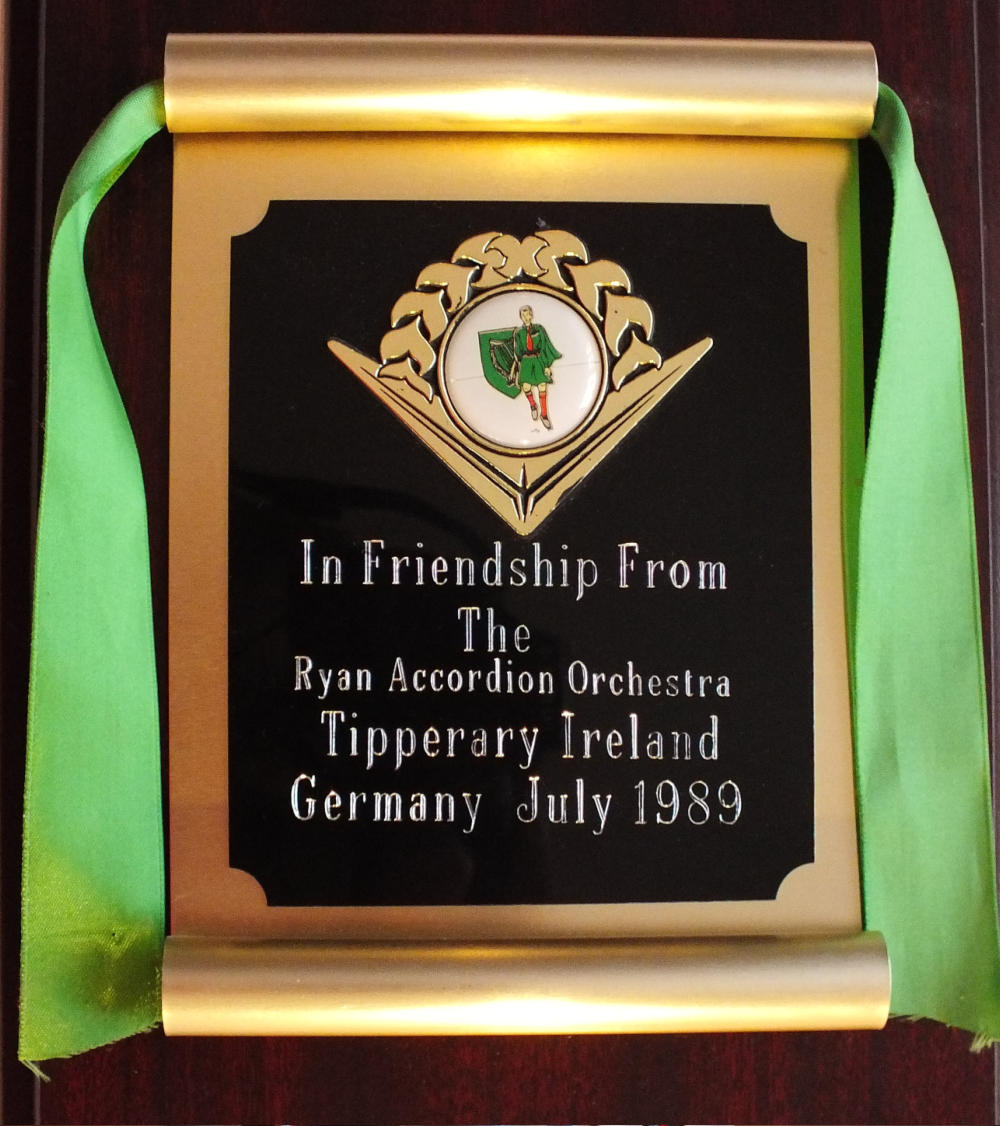 In Friendship From
The
Ryan Accordion Orchestra
Tipperary Ireland
Germany July 1989